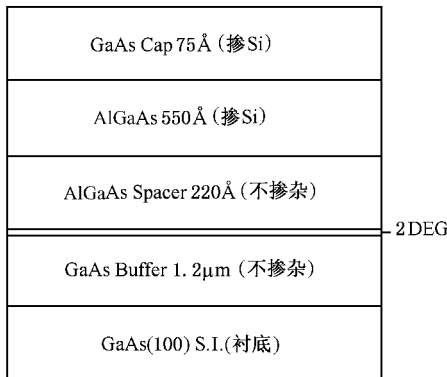 GaAs Cap 75Å (掺Si)
AlGaAs 550Å (掺Si)
AlGaAs Spacer 220Å (不掺杂)
2DEG
GaAs Buffer 1. 2μm (不掺杂)
GaAs(100) S.I.(衬底)